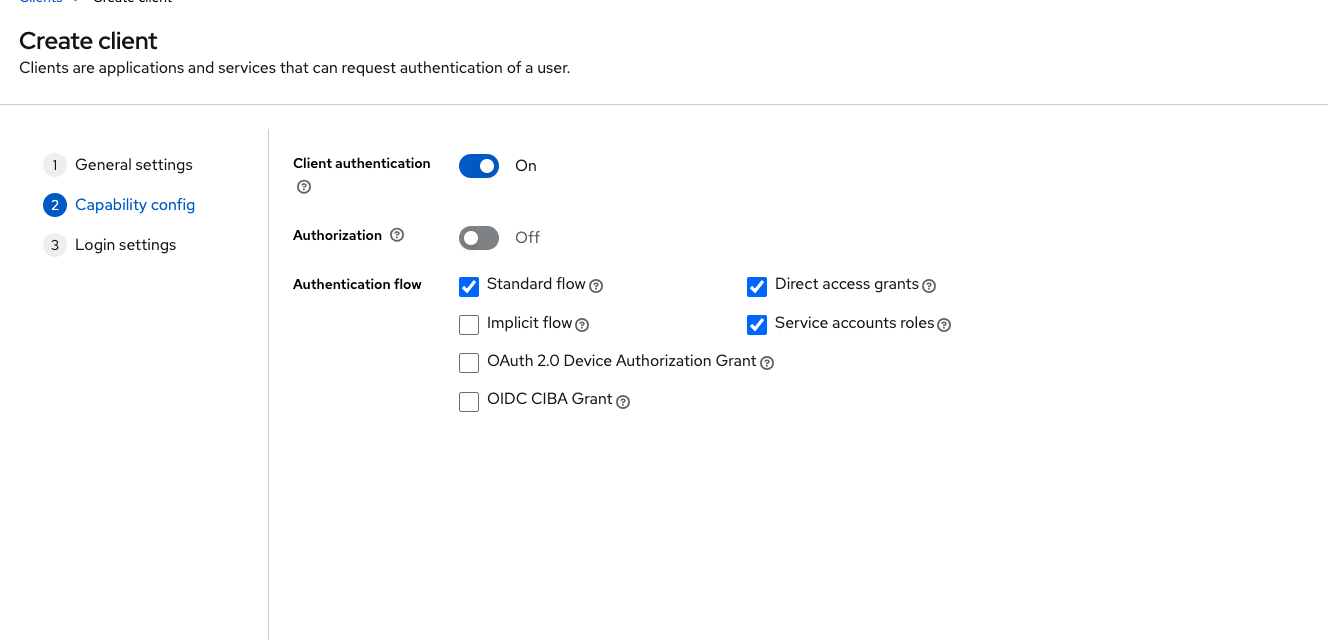 Clients > Create client
Create client
Clients are applications and services that can request authentication of a user.
1 General settings
2 Capability config
3 Login settings
Client authentication
?
On
Authorization ?
Off
Authentication flow
Standard flow ?
Direct access grants ?
Implicit flow ?
Service accounts roles ?
OAuth 2.0 Device Authorization Grant ?
OIDC CIBA Grant ?